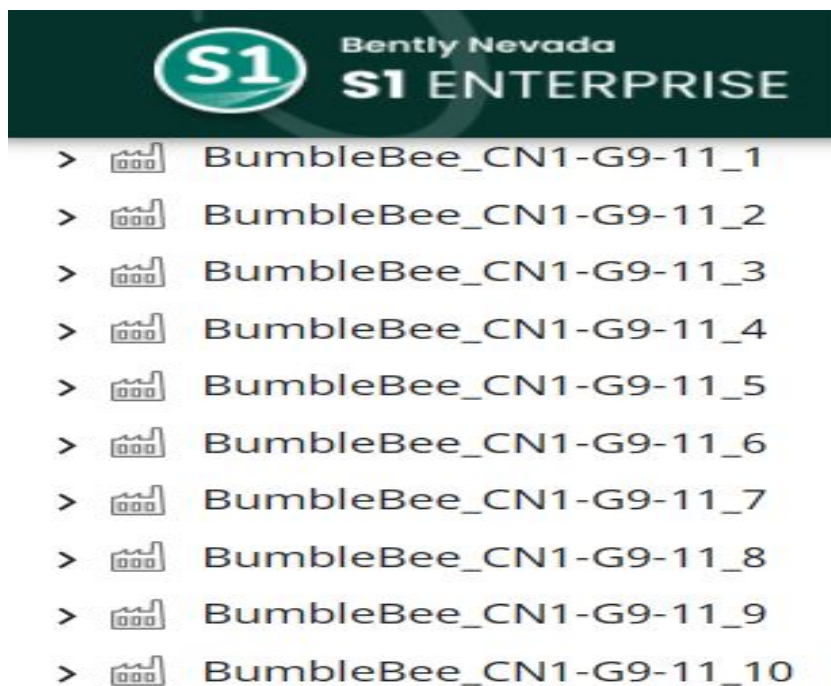 S1
Bently Nevada
S1 ENTERPRISE
BumbleBee_CN1-G9-11_1
BumbleBee_CN1-G9-11_2
BumbleBee_CN1-G9-11_3
BumbleBee_CN1-G9-11_4
BumbleBee_CN1-G9-11_5
BumbleBee_CN1-G9-11_6
BumbleBee_CN1-G9-11_7
BumbleBee_CN1-G9-11_8
BumbleBee_CN1-G9-11_9
BumbleBee_CN1-G9-11_10